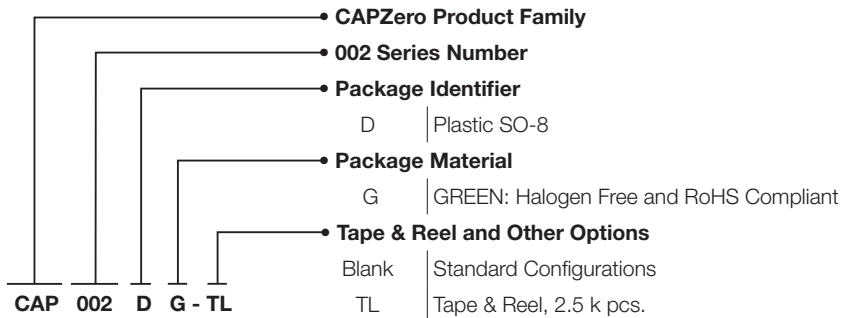 CAPZero Product Family
002 Series Number
Package Identifier
D Plastic SO-8
Package Material
G GREEN: Halogen Free and RoHS Compliant
Tape & Reel and Other Options
Blank Standard Configurations
TL Tape & Reel, 2.5 k pcs.
CAP 002 D G - TL